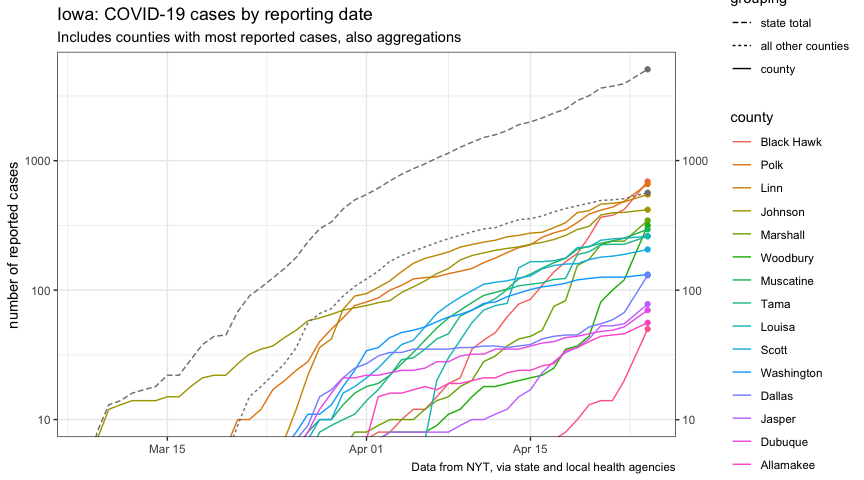 Iowa: COVID-19 cases by reporting date
Includes counties with most reported cases, also aggregations
number of reported cases
1000
100
10
1000
100
10
Mar 15
Apr 01
Apr 15
Data from NYT, via state and local health agencies
grouping
state total
all other counties
county
county
Black Hawk
Polk
Linn
Johnson
Marshall
Woodbury
Muscatine
Tama
Louisa
Scott
Washington
Dallas
Jasper
Dubuque
Allamakee